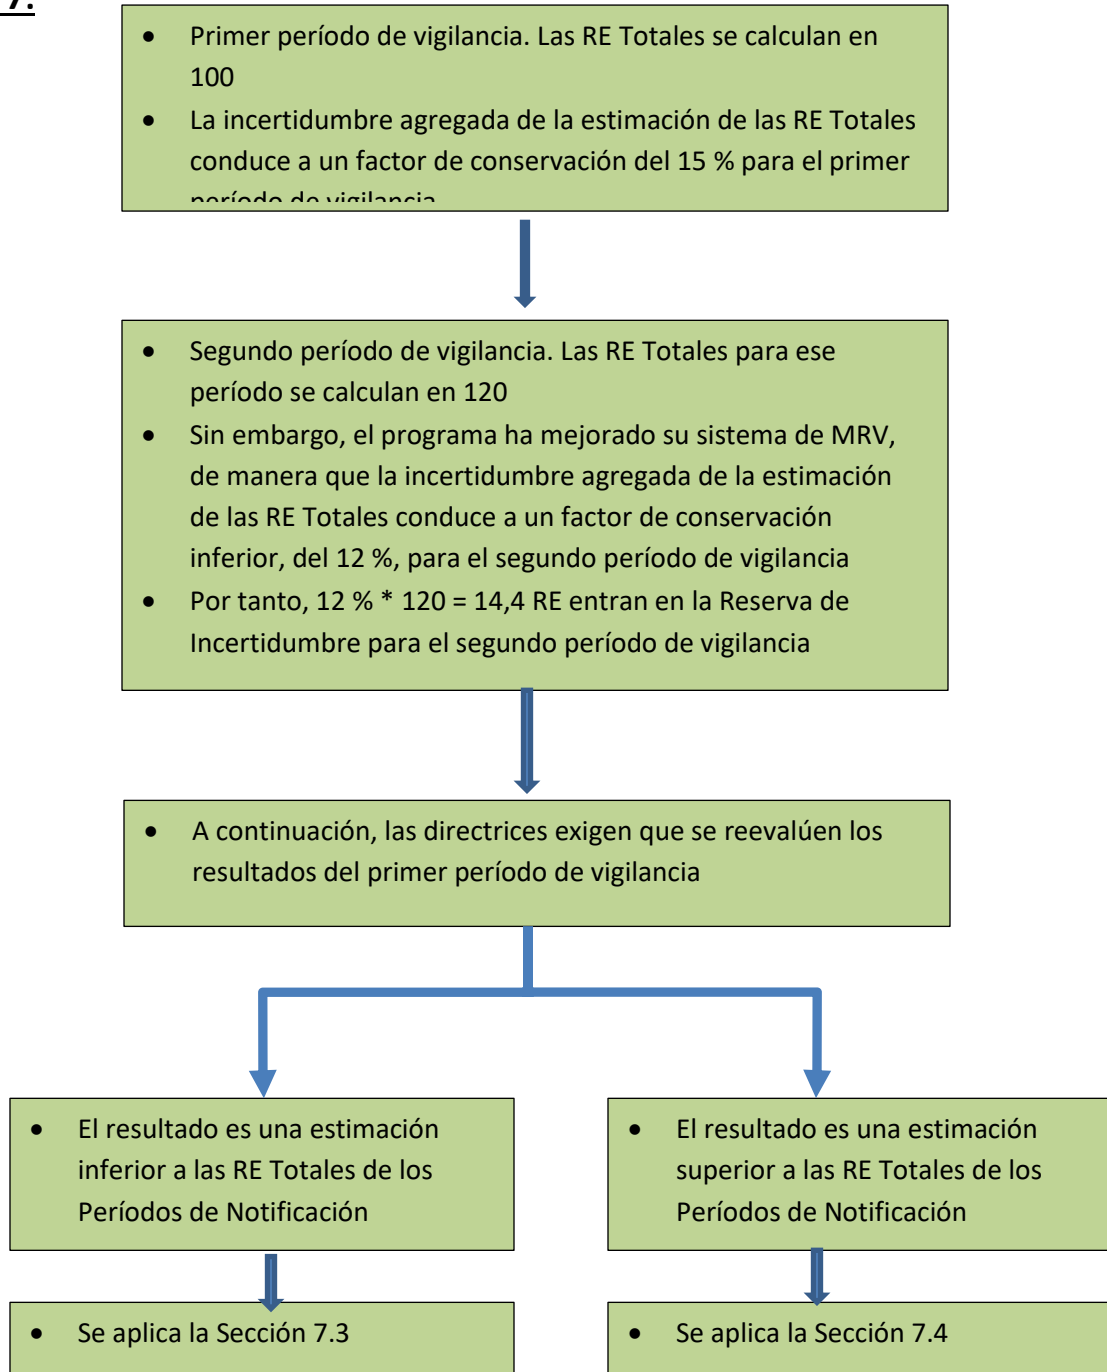 7.
• Primer período de vigilancia. Las RE Totales se calculan en
100
• La incertidumbre agregada de la estimación de las RE Totales
conduce a un factor de conservación del 15 % para el primer
período de vigilancia
• Segundo período de vigilancia. Las RE Totales para ese
período se calculan en 120
• Sin embargo, el programa ha mejorado su sistema de MRV,
de manera que la incertidumbre agregada de la estimación
de las RE Totales conduce a un factor de conservación
inferior, del 12 %, para el segundo período de vigilancia
• Por tanto, 12 % * 120 = 14,4 RE entran en la Reserva de
Incertidumbre para el segundo período de vigilancia
• A continuación, las directrices exigen que se reevalúen los
resultados del primer período de vigilancia
• El resultado es una estimación
inferior a las RE Totales de los
Períodos de Notificación
• El resultado es una estimación
superior a las RE Totales de los
Períodos de Notificación
• Se aplica la Sección 7.3
• Se aplica la Sección 7.4